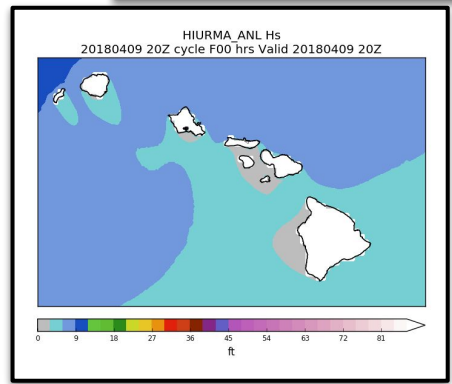 HIURMA_ANL Hs
20180409 20Z cycle F00 hrs Valid 20180409 20Z
0 9 18 27 36 45 54 63 72 81
ft